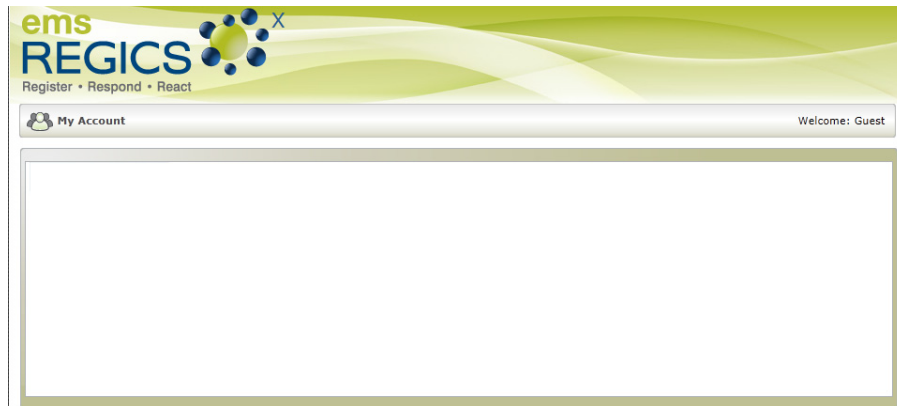 ems
REGICS X
Register • Respond • React
My Account Welcome: Guest